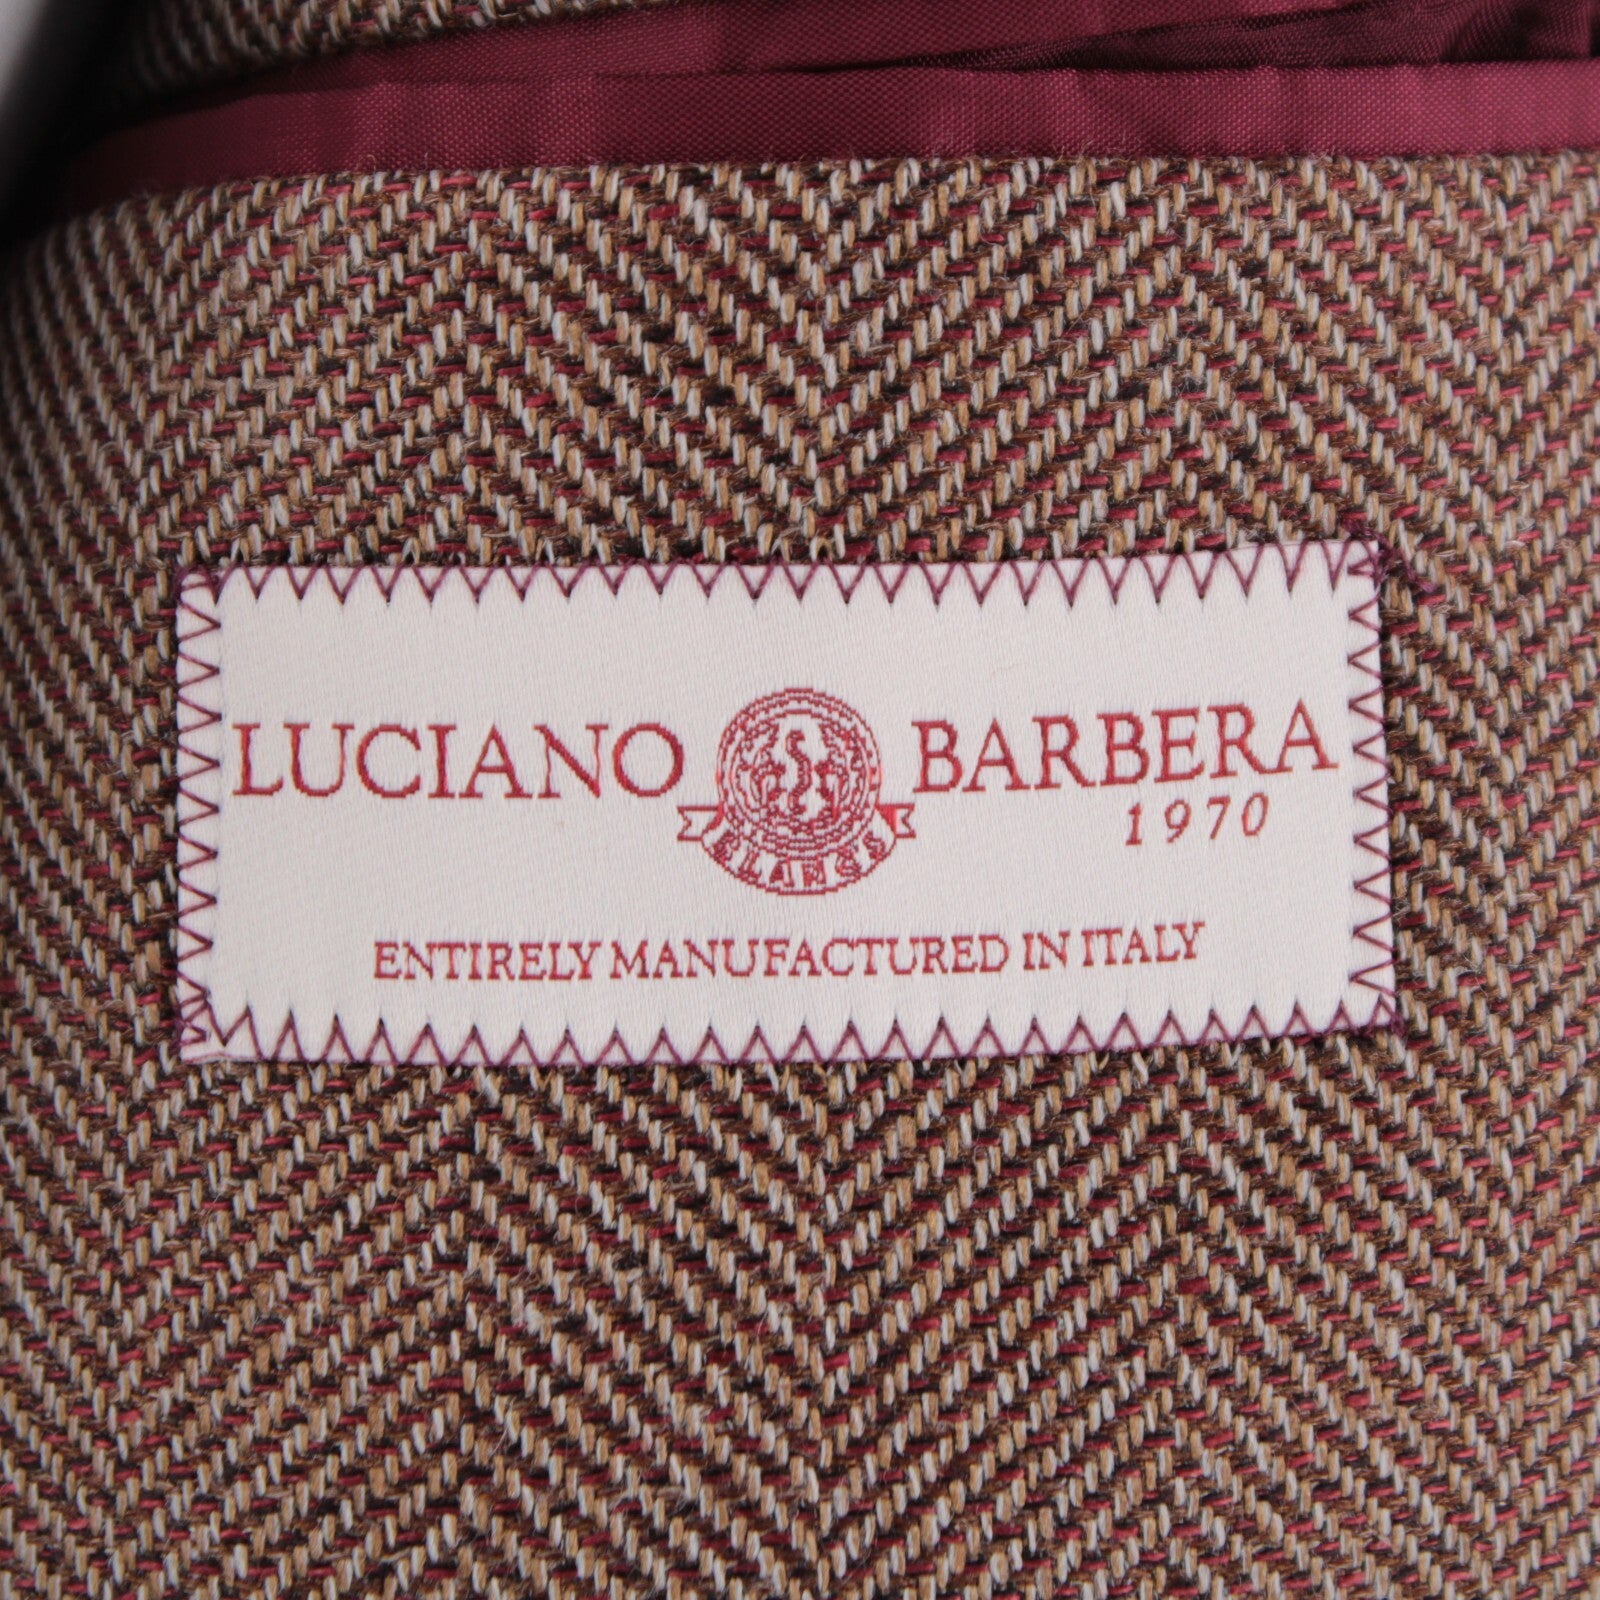 LUCIANO BARBERA
1970
ENTIRELY MANUFACTURED IN ITALY